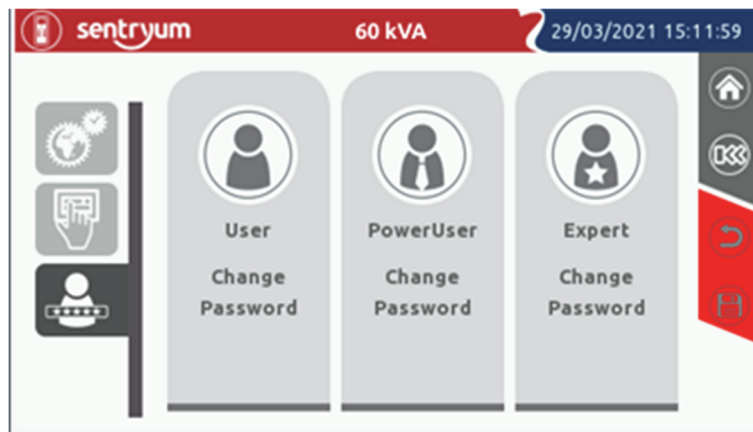 sentryum 60 kVA 29/03/2021 15:11:59
User PowerUser Expert
Change Change Change
Password Password Password